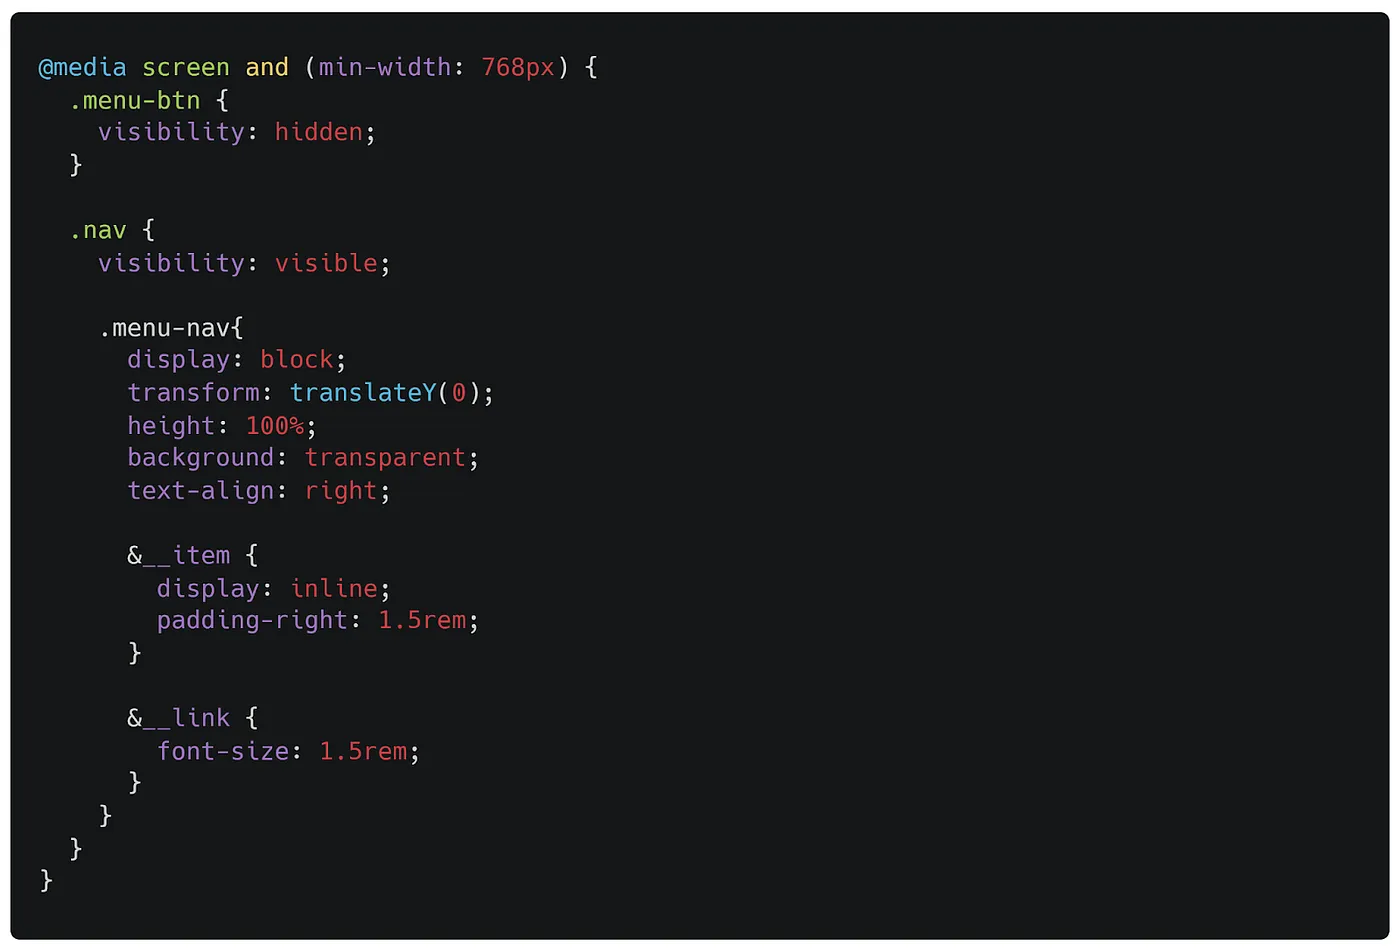 @media screen and (min-width: 768px) {
  .menu-btn {
    visibility: hidden;
  }

  .nav {
    visibility: visible;

    .menu-nav{
      display: block;
      transform: translateY(0);
      height: 100%;
      background: transparent;
      text-align: right;

      &__item {
        display: inline;
        padding-right: 1.5rem;
      }

      &__link {
        font-size: 1.5rem;
      }
    }
  }
}